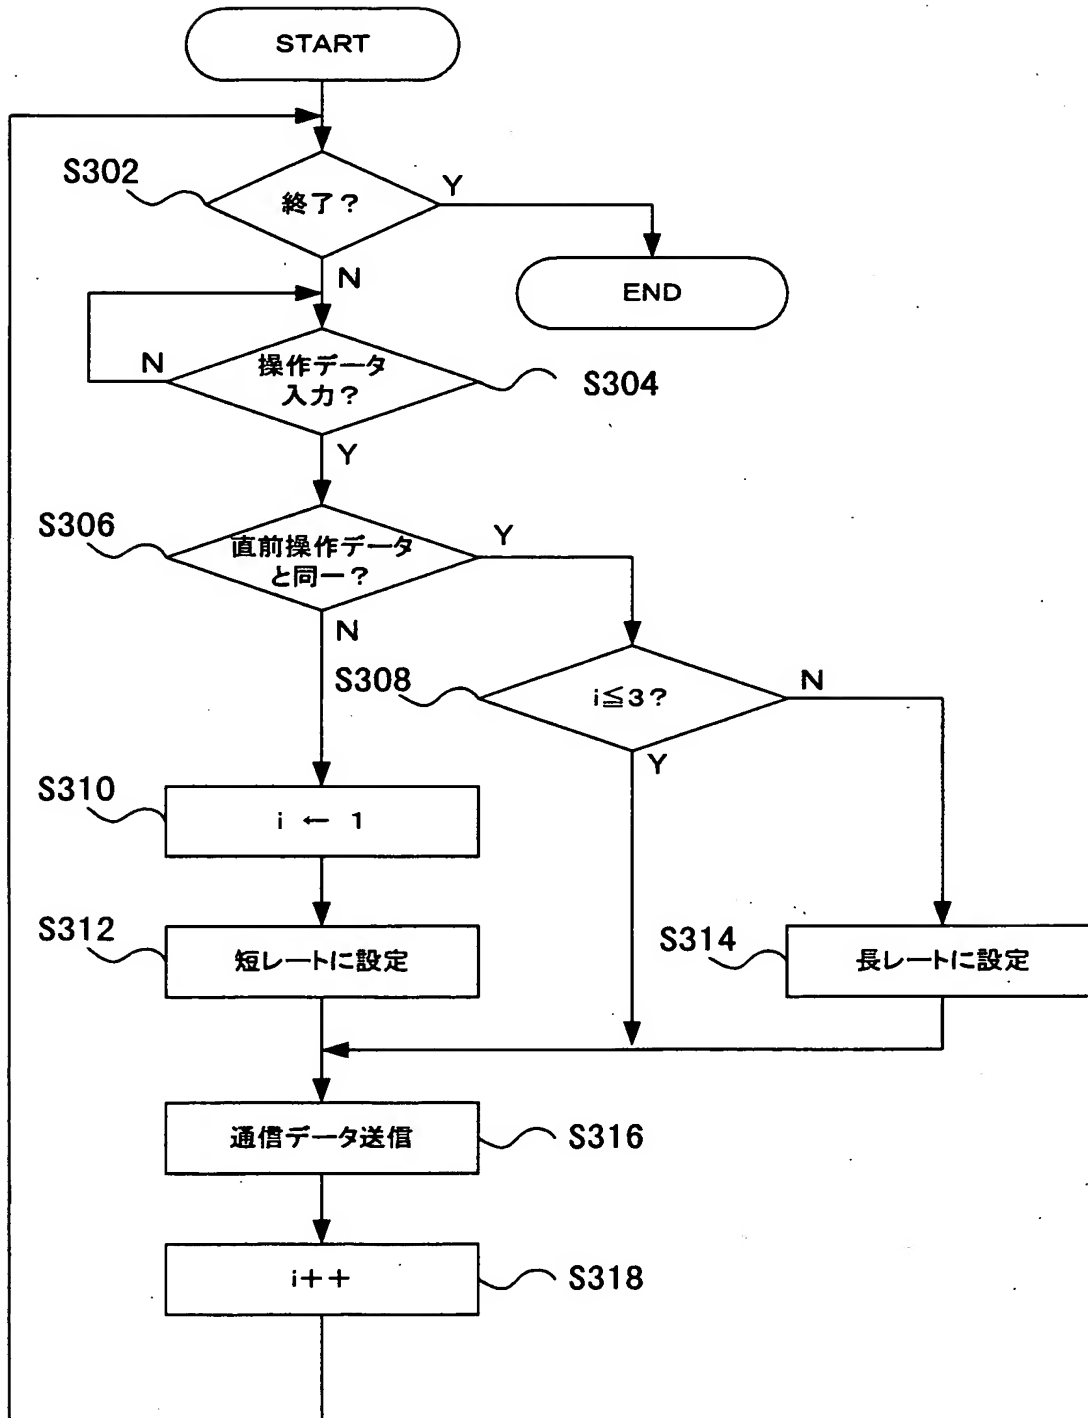 START
S302
終了？
Y
N
END
N
操作データ
入力？
S304
Y
S306
直前操作データ
と同一？
Y
N
S308
i≦3？
N
Y
S310
i ← 1
S312
短レートに設定
S314
長レートに設定
通信データ送信
S316
i++
S318